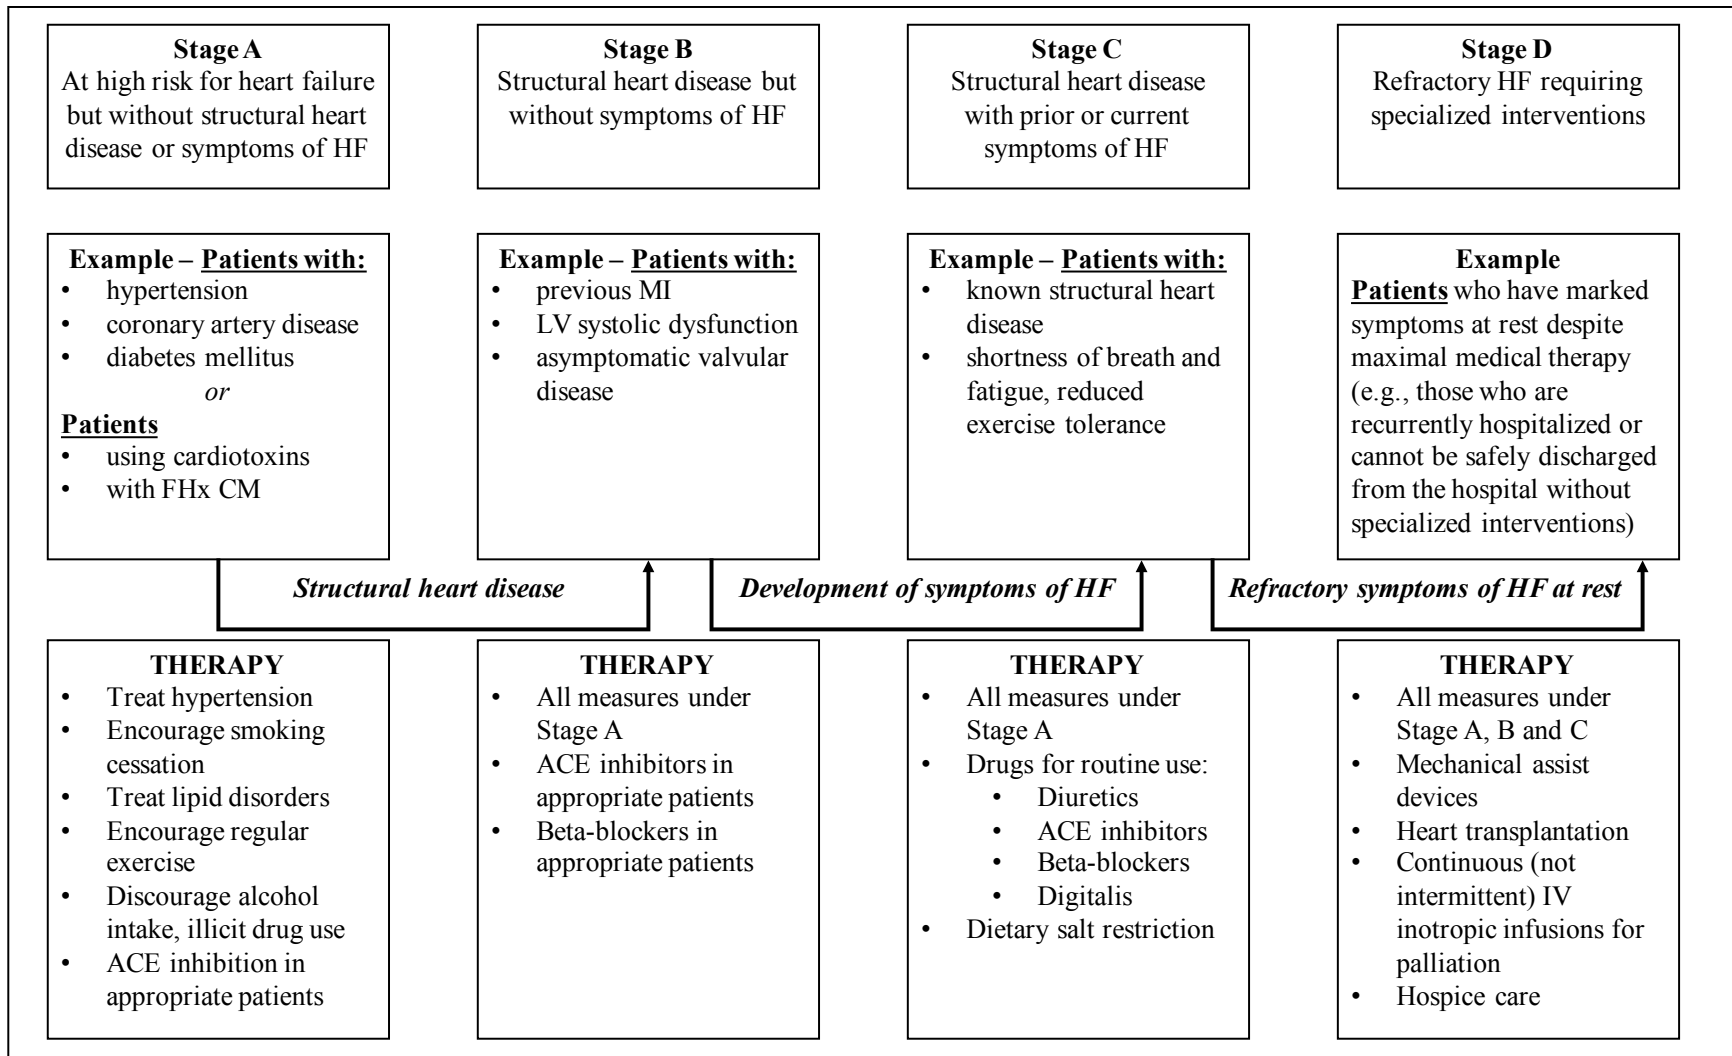 Stage A
At high risk for heart failure
but without structural heart
disease or symptoms of HF
Stage B
Structural heart disease but
without symptoms of HF
Stage C
Structural heart disease
with prior or current
symptoms of HF
Stage D
Refractory HF requiring
specialized interventions
Example – Patients with:
• hypertension
• coronary artery disease
• diabetes mellitus
or
Patients
• using cardiotoxins
• with FHx CM
Example – Patients with:
• previous MI
• LV systolic dysfunction
• asymptomatic valvular
disease
Example – Patients with:
• known structural heart
disease
• shortness of breath and
fatigue, reduced
exercise tolerance
Example
Patients who have marked
symptoms at rest despite
maximal medical therapy
(e.g., those who are
recurrently hospitalized or
cannot be safely discharged
from the hospital without
specialized interventions)
Structural heart disease
Development of symptoms of HF
Refractory symptoms of HF at rest
THERAPY
• Treat hypertension
• Encourage smoking
cessation
• Treat lipid disorders
• Encourage regular
exercise
• Discourage alcohol
intake, illicit drug use
• ACE inhibition in
appropriate patients
THERAPY
• All measures under
Stage A
• ACE inhibitors in
appropriate patients
• Beta-blockers in
appropriate patients
THERAPY
• All measures under
Stage A
• Drugs for routine use:
• Diuretics
• ACE inhibitors
• Beta-blockers
• Digitalis
• Dietary salt restriction
THERAPY
• All measures under
Stage A, B and C
• Mechanical assist
devices
• Heart transplantation
• Continuous (not
intermittent) IV
inotropic infusions for
palliation
• Hospice care